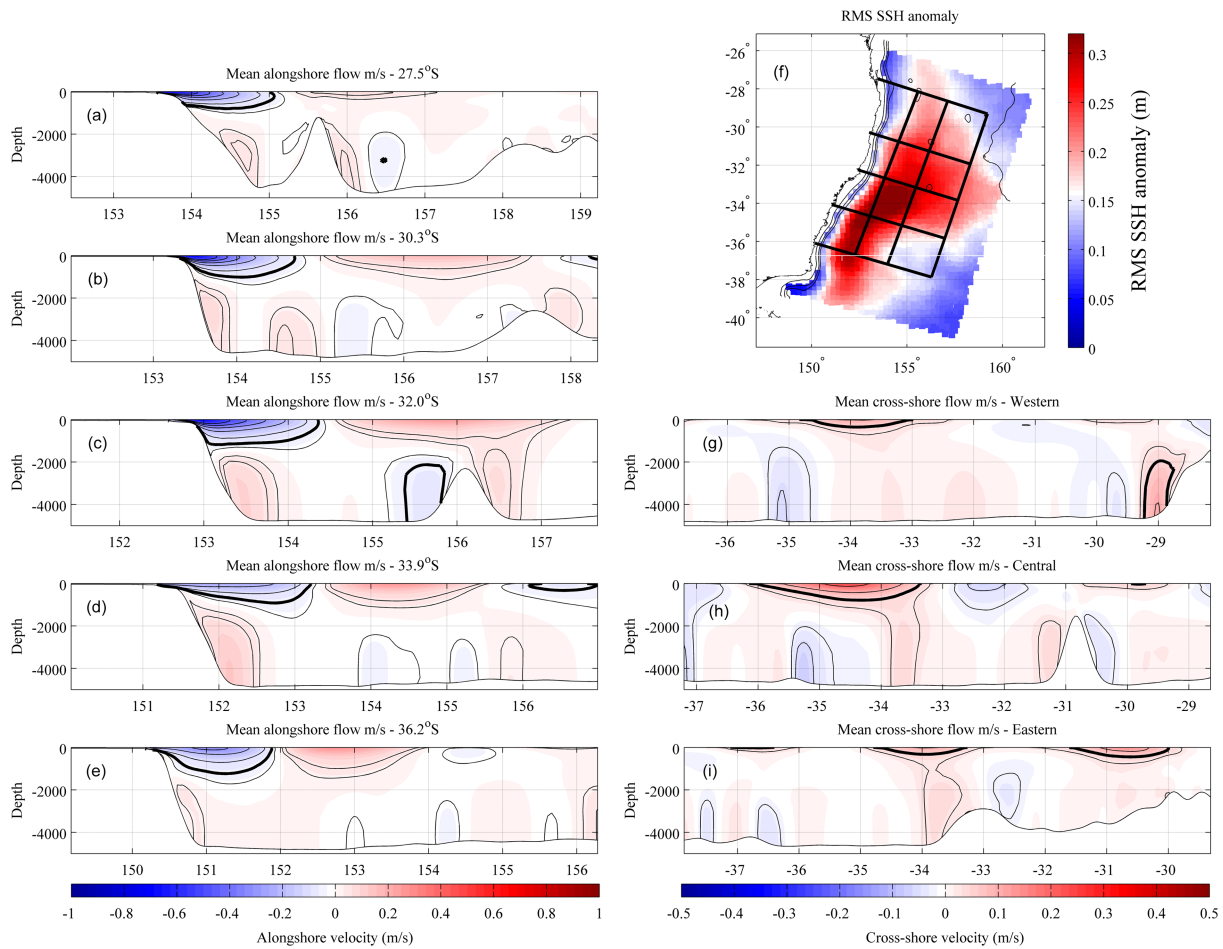 Mean alongshore flow m/s - 27.5°S
(a)
Depth
0
-2000
-4000
153 154 155 156 157 158 159
Mean alongshore flow m/s - 30.3°S
(b)
Depth
0
-2000
-4000
153 154 155 156 157 158
Mean alongshore flow m/s - 32.0°S
(c)
Depth
0
-2000
-4000
152 153 154 155 156 157
Mean alongshore flow m/s - 33.9°S
(d)
Depth
0
-2000
-4000
151 152 153 154 155 156
Mean alongshore flow m/s - 36.2°S
(e)
Depth
0
-2000
-4000
150 151 152 153 154 155 156
-1 -0.8 -0.6 -0.4 -0.2 0 0.2 0.4 0.6 0.8 1
Alongshore velocity (m/s)
RMS SSH anomaly
(f)
-26°
-28°
-30°
-32°
-34°
-36°
-38°
-40°
150° 155° 160°
0.3
0.25
0.2
0.15
0.1
0.05
0
RMS SSH anomaly (m)
Mean cross-shore flow m/s - Western
(g)
Depth
0
-2000
-4000
-36 -35 -34 -33 -32 -31 -30 -29
Mean cross-shore flow m/s - Central
(h)
Depth
0
-2000
-4000
-37 -36 -35 -34 -33 -32 -31 -30 -29
Mean cross-shore flow m/s - Eastern
(i)
Depth
0
-2000
-4000
-37 -36 -35 -34 -33 -32 -31 -30
-0.5 -0.4 -0.3 -0.2 -0.1 0 0.1 0.2 0.3 0.4 0.5
Cross-shore velocity (m/s)